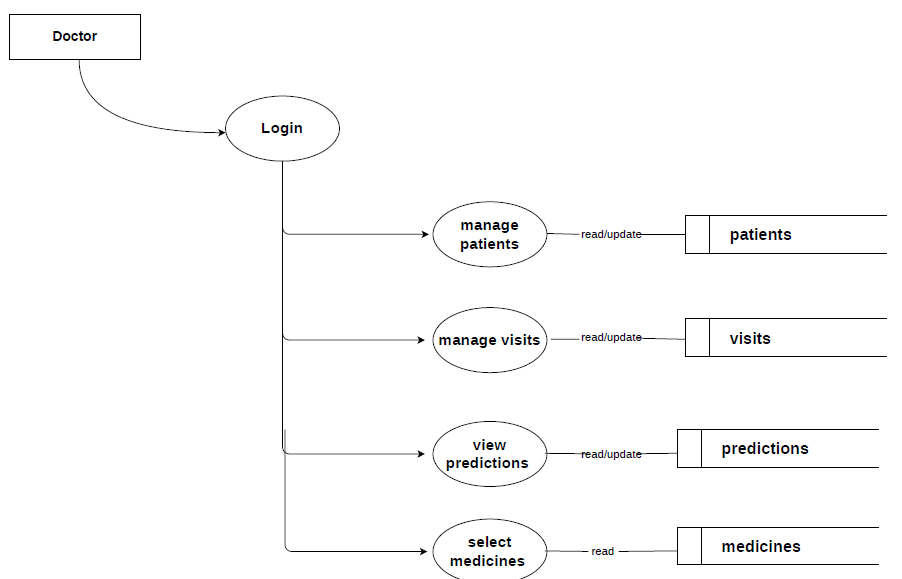 Doctor
Login
manage
patients
read/update
patients
manage visits
read/update
visits
view
predictions
read/update
predictions
select
medicines
read
medicines